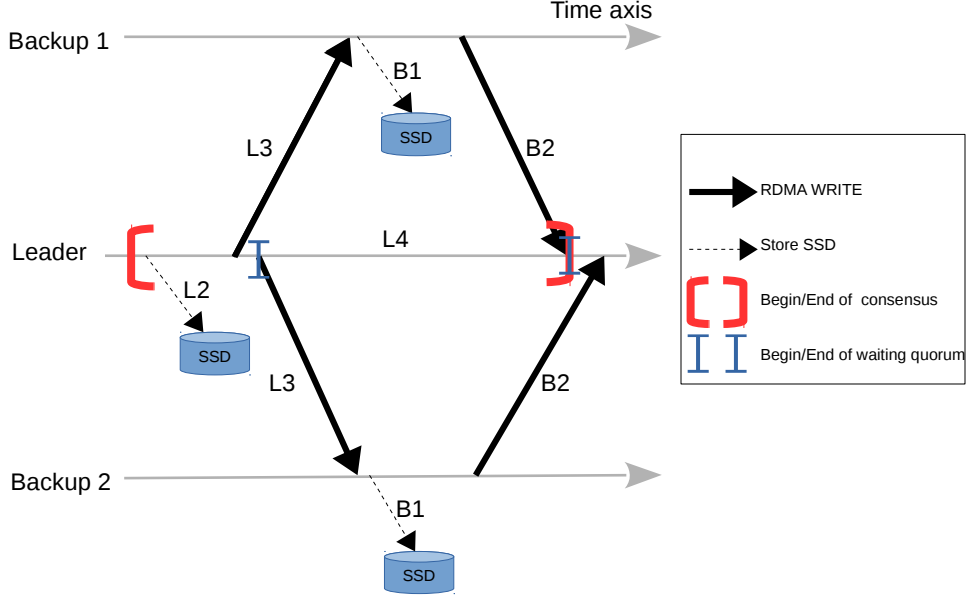 Time axis
Backup 1
B1
SSD
L3
B2
RDMA WRITE
Leader
L4
Store SSD
L2
Begin/End of consensus
SSD
Begin/End of waiting quorum
L3
B2
Backup 2
B1
SSD